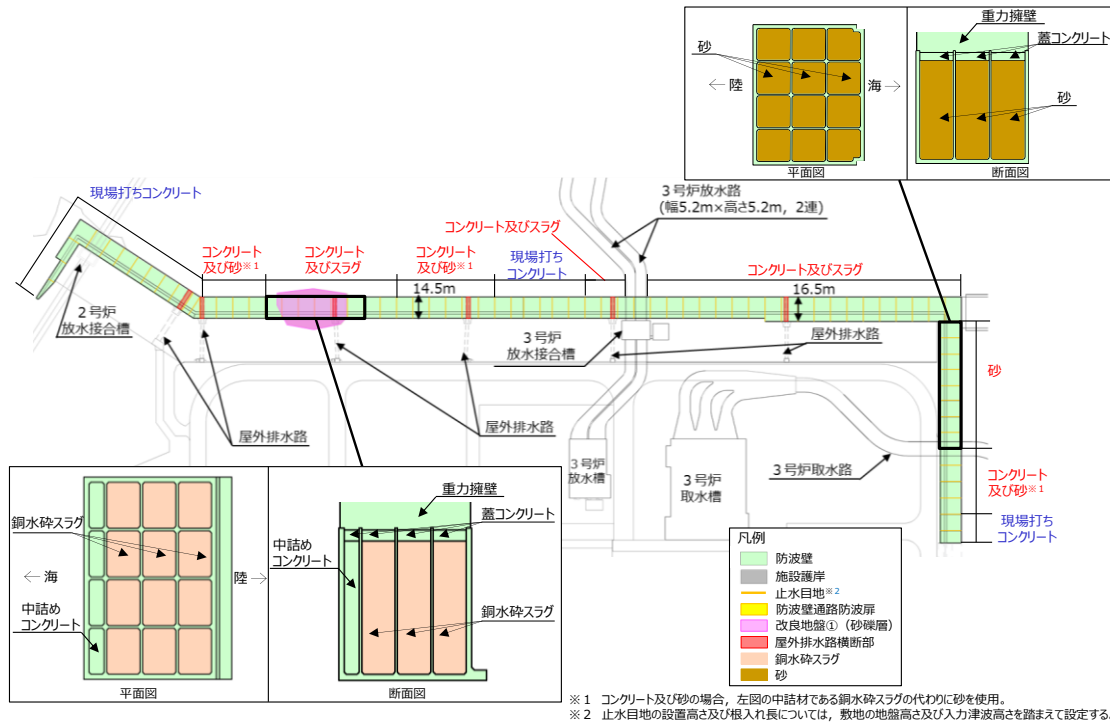 重力擁壁
蓋コンクリート
砂
← 陸
海 →
砂
平面図
断面図
現場打ちコンクリート
3号炉放水路
(幅5.2m×高さ5.2m，2連)
コンクリート及びスラグ
コンクリート
及び砂※1
コンクリート
及びスラグ
コンクリート
及び砂※1
現場打ち
コンクリート
コンクリート及びスラグ
14.5m
16.5m
2号炉
放水接合槽
3号炉
放水接合槽
屋外排水路
砂
屋外排水路
屋外排水路
3号炉
放水槽
3号炉
取水槽
3号炉取水路
コンクリート
及び砂※1
現場打ち
コンクリート
重力擁壁
蓋コンクリート
銅水砕スラグ
← 海
陸 →
中詰め
コンクリート
中詰め
コンクリート
銅水砕スラグ
平面図
断面図
凡例
防波壁
施設護岸
止水目地※2
防波壁通路防波扉
改良地盤①（砂礫層）
屋外排水路横断部
銅水砕スラグ
砂
※1 コンクリート及び砂の場合，左図の中詰材である銅水砕スラグの代わりに砂を使用。
※2 止水目地の設置高さ及び根入れ長については，敷地の地盤高さ及び入力津波高さを踏まえて設定する。